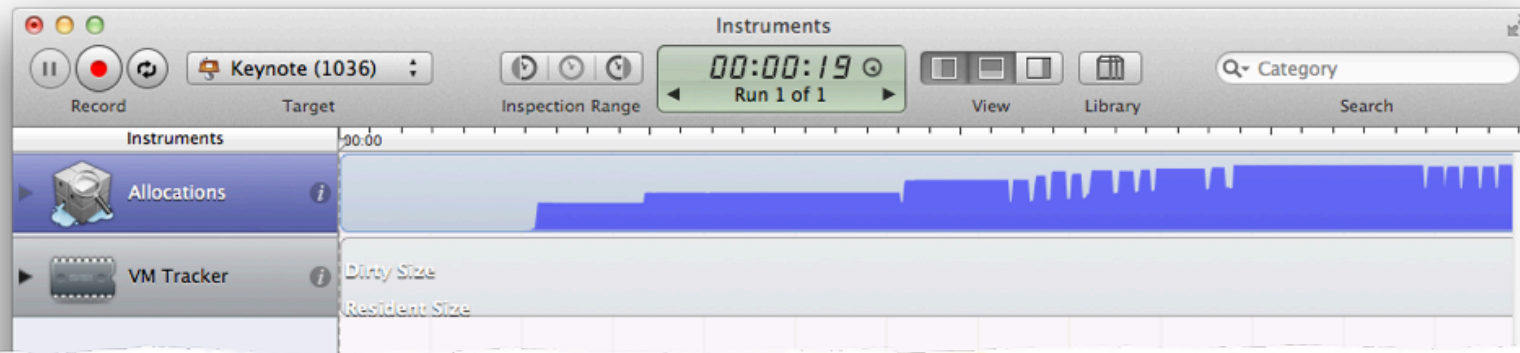 Instruments
Keynote (1036)
00:00:19
Run 1 of 1
Category
Record
Target
Inspection Range
View
Library
Search
Instruments
00:00
Allocations
VM Tracker
Dirty Size
Resident Size